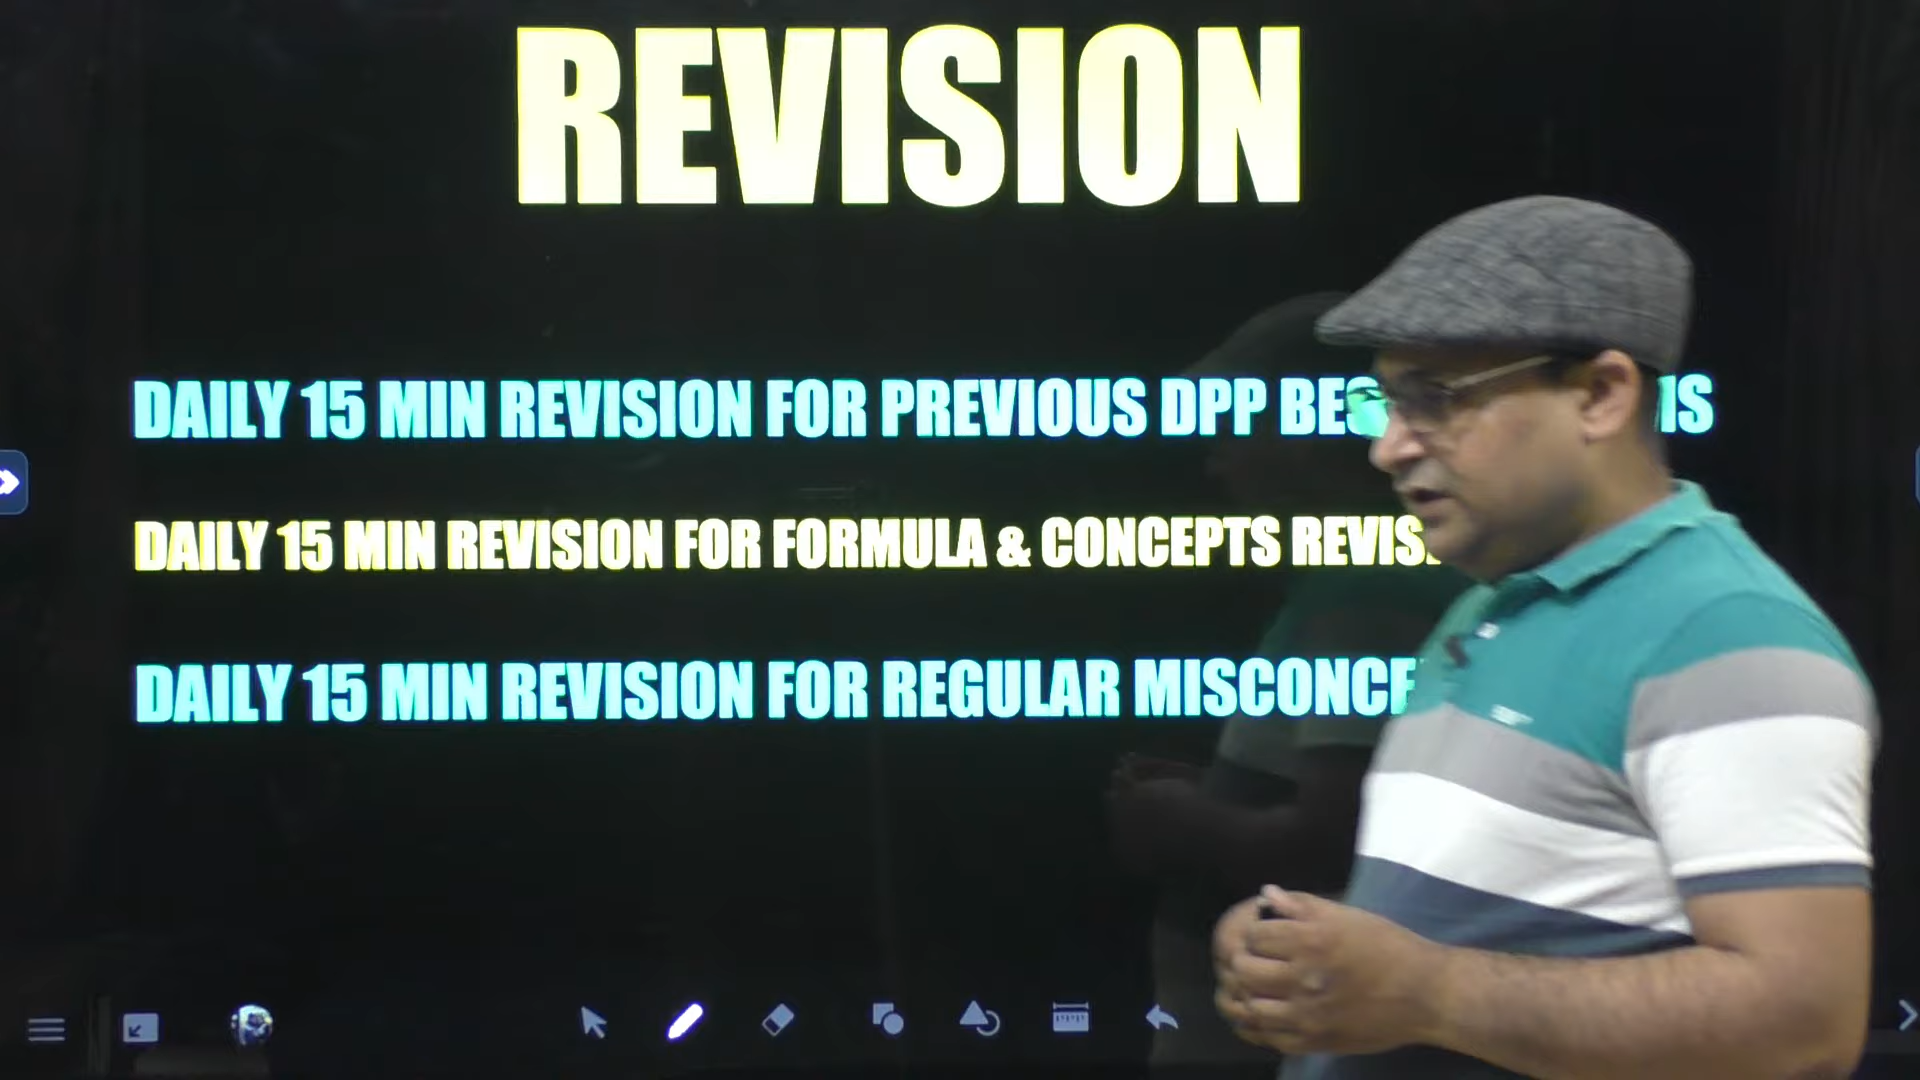 REVISION
DAILY 15 MIN REVISION FOR PREVIOUS DPP
DAILY 15 MIN REVISION FOR FORMULA & CONCEPTS
DAILY 15 MIN REVISION FOR REGULAR